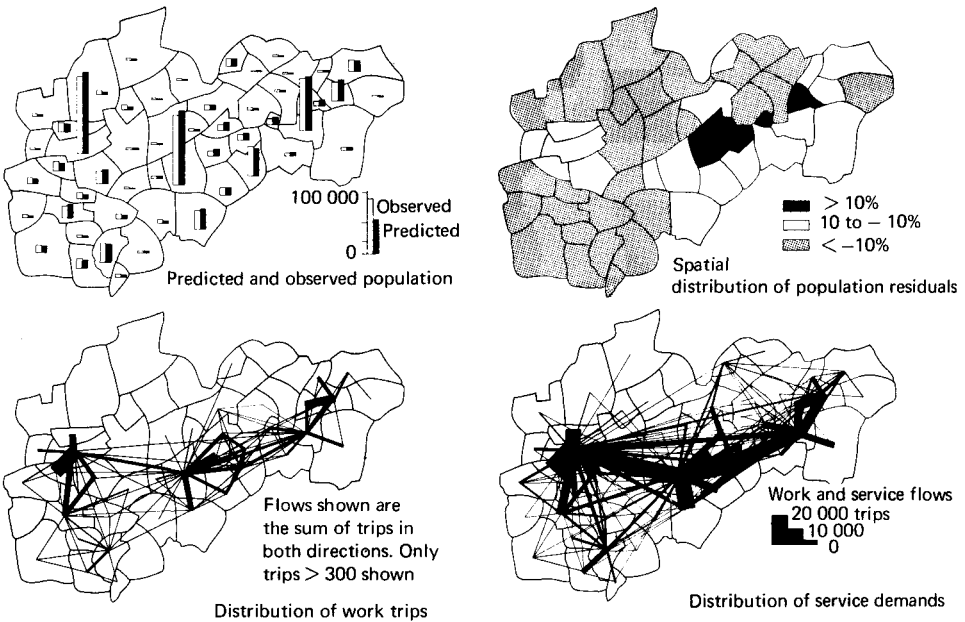 100 000
Observed
Predicted
0
Predicted and observed population
> 10%
10 to − 10%
< −10%
Spatial
distribution of population residuals
Flows shown are
the sum of trips in
both directions. Only
trips > 300 shown
Distribution of work trips
Work and service flows
20 000 trips
10 000
0
Distribution of service demands